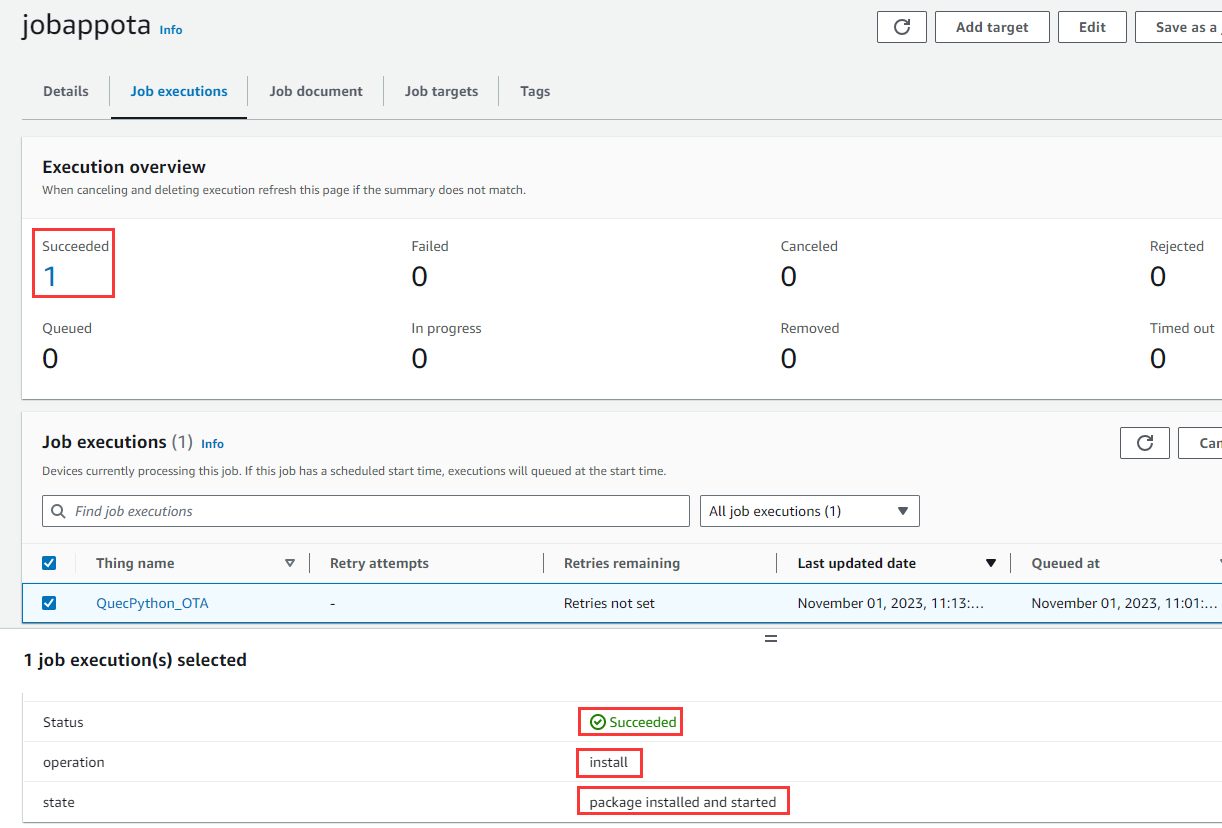 jobappota Info
Add target Edit Save as a
Details Job executions Job document Job targets Tags
Execution overview
When canceling and deleting execution refresh this page if the summary does not match.
Succeeded Failed Canceled Rejected
1 0 0 0
Queued In progress Removed Timed out
0 0 0 0
Job executions (1) Info
Can
Devices currently processing this job. If this job has a scheduled start time, executions will queued at the start time.
Find job executions All job executions (1)
Thing name Retry attempts Retries remaining Last updated date Queued at
QuecPython_OTA - Retries not set November 01, 2023, 11:13:... November 01, 2023, 11:01:...
1 job execution(s) selected
Status Succeeded
operation install
state package installed and started